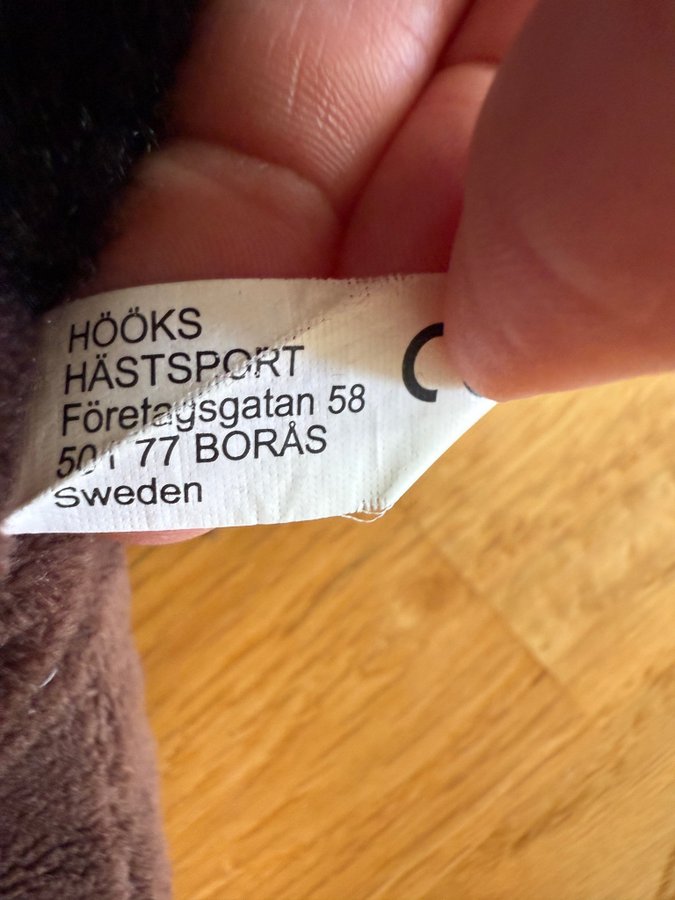 HÖÖKS
HÄSTSPORT
Företagsgatan 58
501 77 BORÅS
Sweden